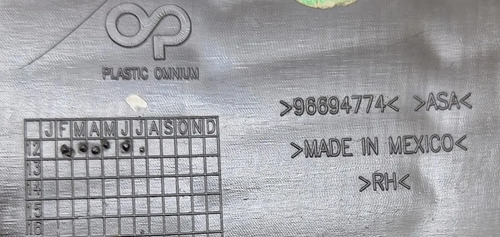 PLASTIC OMNIUM
>96694774< >ASA<
>MADE IN MEXICO<
>RH<
J F M A M J J A S O N D
12
13
14
15
16